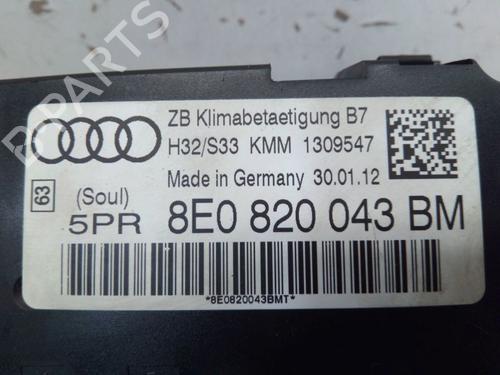 ZB Klimabetaetigung B7
H32/S33 KMM 1309547
Made in Germany 30.01.12
63
(Soul)
5PR 8E0 820 043 BM
*8E0820043BMT*
B-PARTS